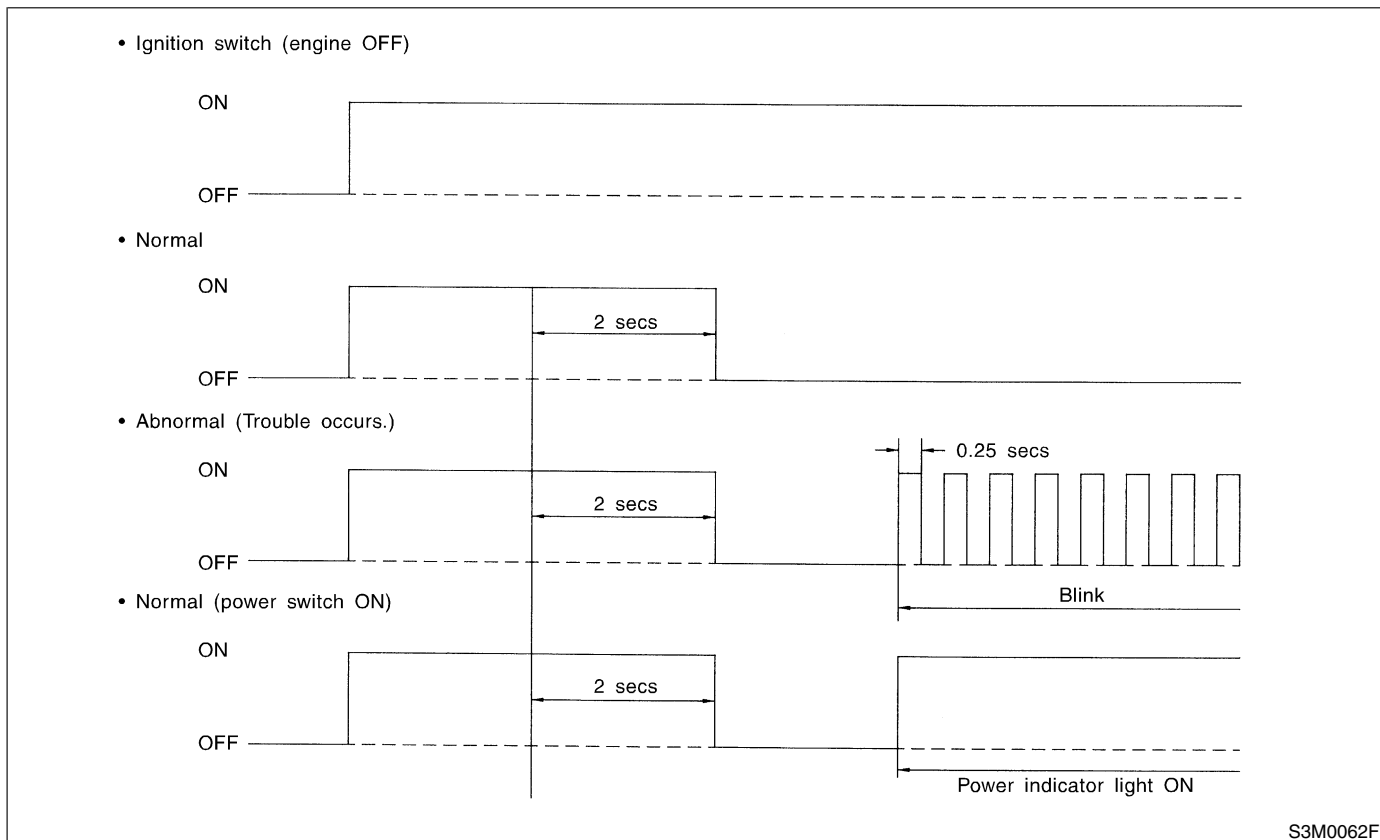 • Ignition switch (engine OFF)
ON
OFF
• Normal
ON
2 secs
OFF
• Abnormal (Trouble occurs.)
ON
0.25 secs
2 secs
OFF
Blink
• Normal (power switch ON)
ON
2 secs
OFF
Power indicator light ON
S3M0062F